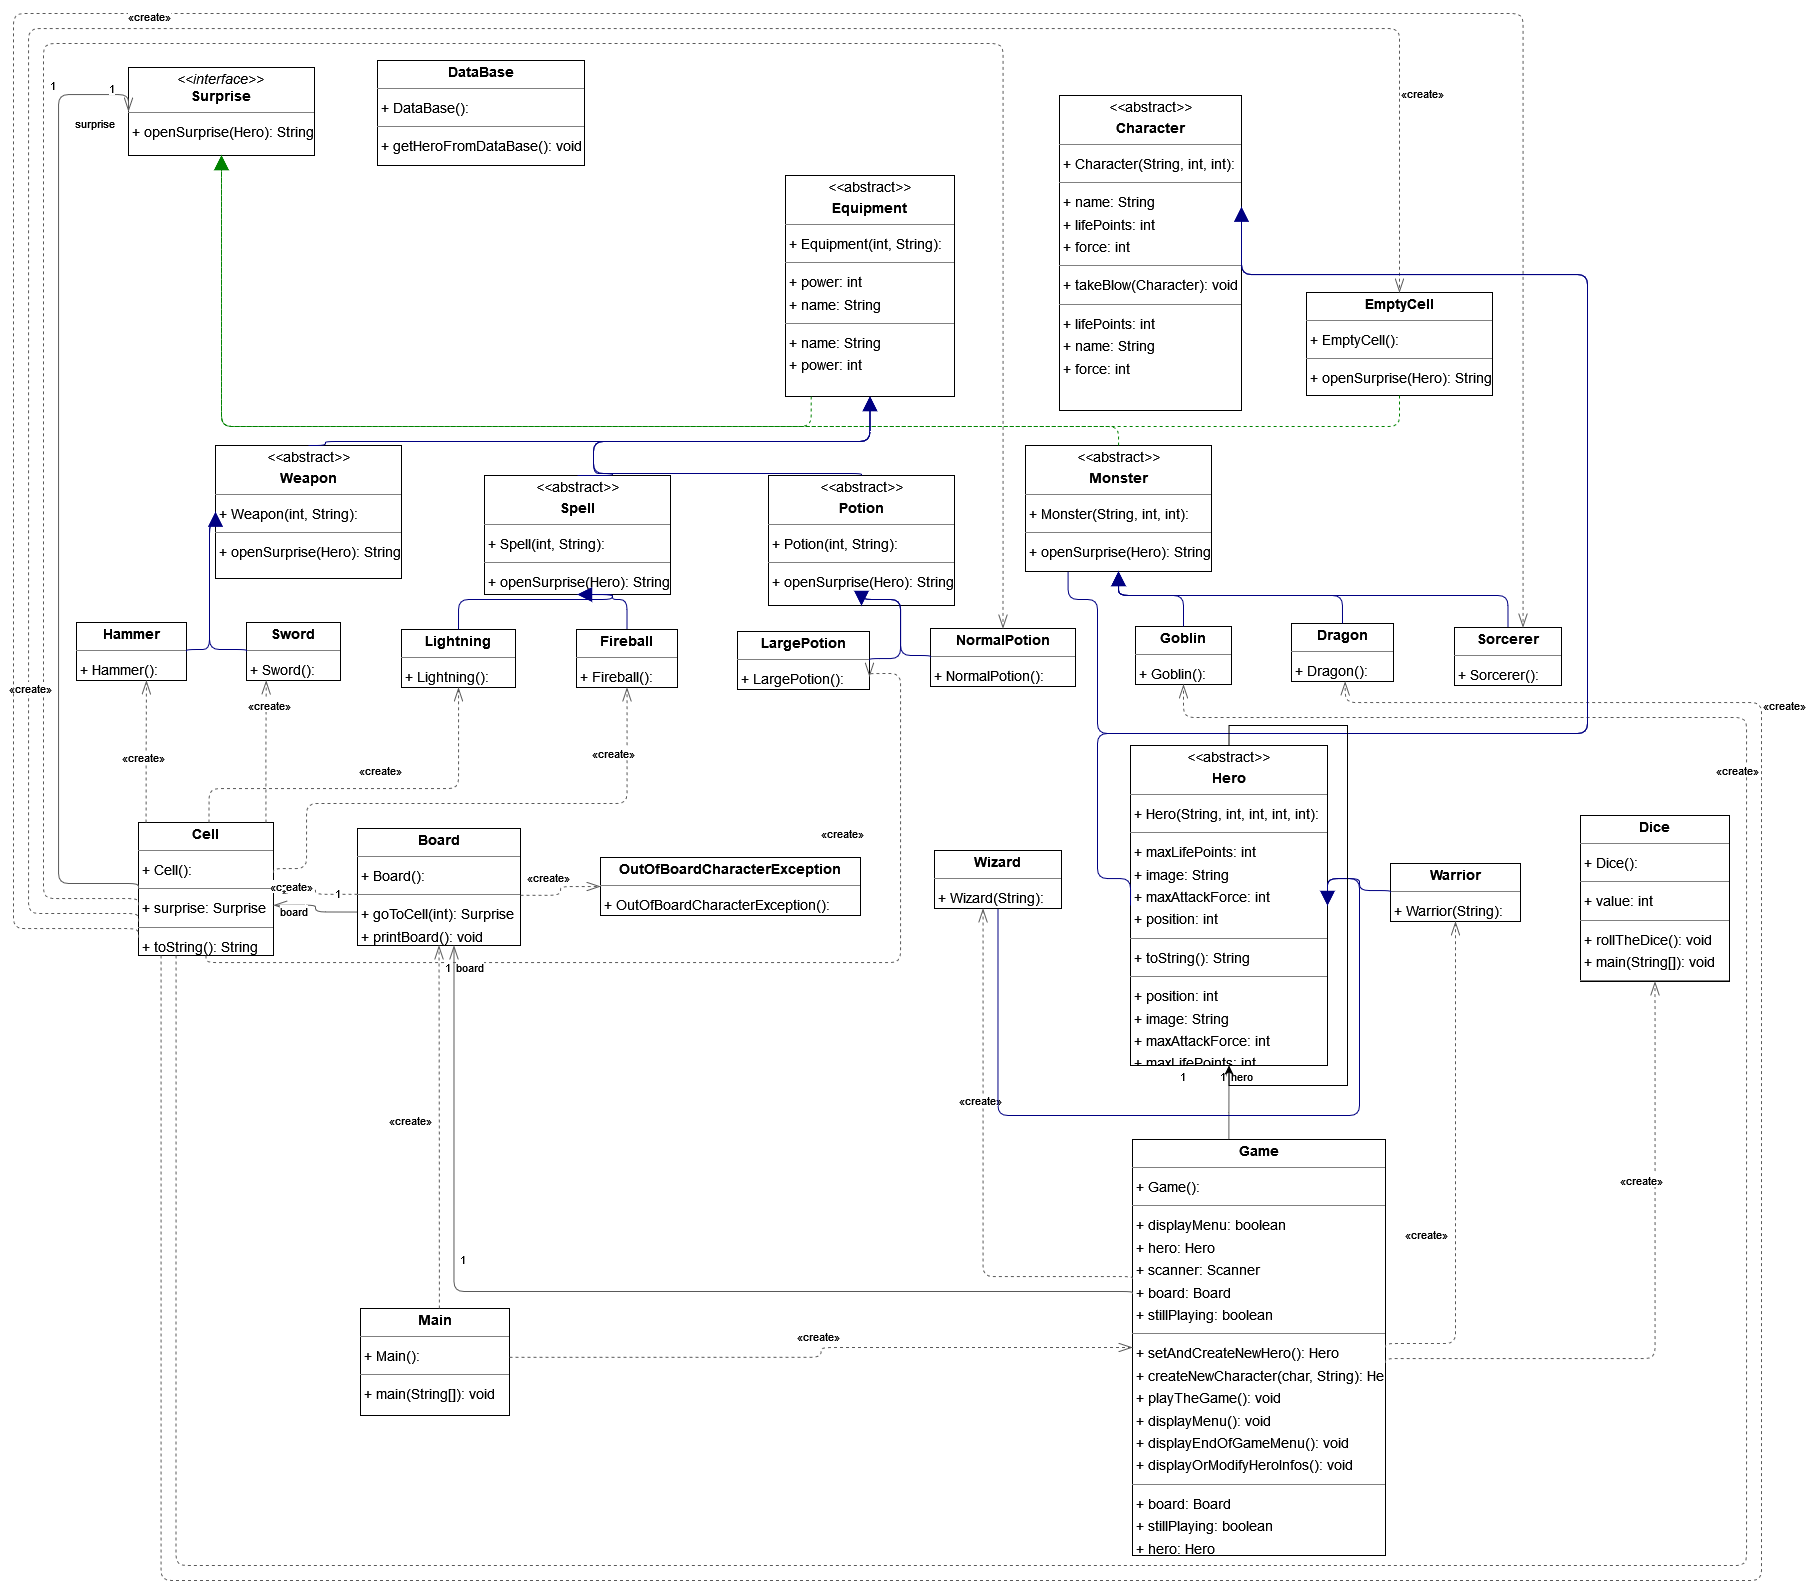 «create»
<<interface>>
Surprise
+ openSurprise(Hero): String
1
1
surprise
DataBase
+ DataBase():
+ getHeroFromDataBase(): void
«create»
<<abstract>>
Character
+ Character(String, int, int):
+ name: String
+ lifePoints: int
+ force: int
+ takeBlow(Character): void
+ lifePoints: int
+ name: String
+ force: int
<<abstract>>
Equipment
+ Equipment(int, String):
+ power: int
+ name: String
+ name: String
+ power: int
EmptyCell
+ EmptyCell():
+ openSurprise(Hero): String
<<abstract>>
Weapon
+ Weapon(int, String):
+ openSurprise(Hero): String
<<abstract>>
Spell
+ Spell(int, String):
+ openSurprise(Hero): String
<<abstract>>
Potion
+ Potion(int, String):
+ openSurprise(Hero): String
<<abstract>>
Monster
+ Monster(String, int, int):
+ openSurprise(Hero): String
Hammer
+ Hammer():
Sword
+ Sword():
Lightning
+ Lightning():
Fireball
+ Fireball():
LargePotion
+ LargePotion():
NormalPotion
+ NormalPotion():
Goblin
+ Goblin():
Dragon
+ Dragon():
Sorcerer
+ Sorcerer():
«create»
«create»
«create»
«create»
«create»
«create»
«create»
«create»
<<abstract>>
Hero
+ Hero(String, int, int, int, int):
+ maxLifePoints: int
+ image: String
+ maxAttackForce: int
+ position: int
+ toString(): String
+ position: int
+ image: String
+ maxAttackForce: int
+ maxLifePoints: int
1
1
hero
Cell
+ Cell():
+ surprise: Surprise
+ toString(): String
«create»
1
board
Board
+ Board():
+ goToCell(int): Surprise
+ printBoard(): void
«create»
OutOfBoardCharacterException
+ OutOfBoardCharacterException():
Wizard
+ Wizard(String):
Warrior
+ Warrior(String):
Dice
+ Dice():
+ value: int
+ rollTheDice(): void
+ main(String[]): void
1
board
«create»
«create»
«create»
«create»
1
Game
+ Game():
+ displayMenu: boolean
+ hero: Hero
+ scanner: Scanner
+ board: Board
+ stillPlaying: boolean
+ setAndCreateNewHero(): Hero
+ createNewCharacter(char, String): He
+ playTheGame(): void
+ displayMenu(): void
+ displayEndOfGameMenu(): void
+ displayOrModifyHeroInfos(): void
+ board: Board
+ stillPlaying: boolean
+ hero: Hero
Main
+ Main():
+ main(String[]): void
«create»